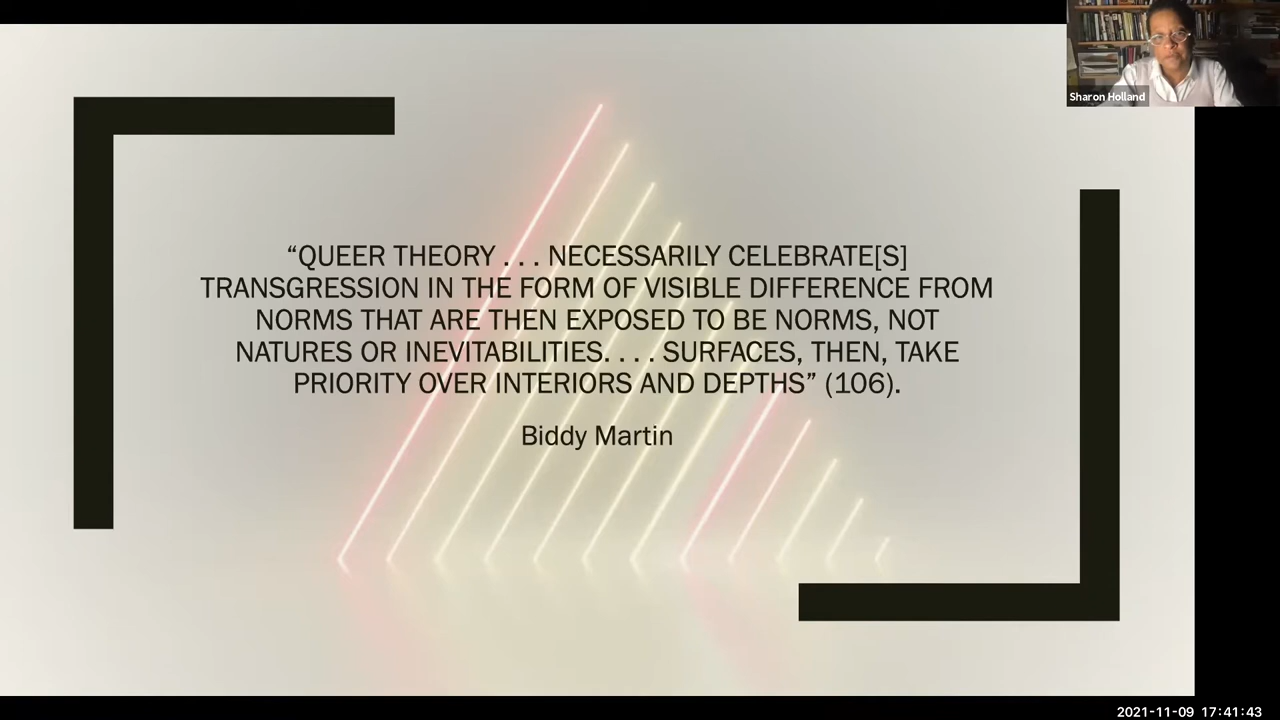 Sharon Holland
“QUEER THEORY . . . NECESSARILY CELEBRATE[S]
TRANSGRESSION IN THE FORM OF VISIBLE DIFFERENCE FROM
NORMS THAT ARE THEN EXPOSED TO BE NORMS, NOT
NATURES OR INEVITABILITIES. . . . SURFACES, THEN, TAKE
PRIORITY OVER INTERIORS AND DEPTHS” (106).
Biddy Martin
2021-11-09 17:41:43